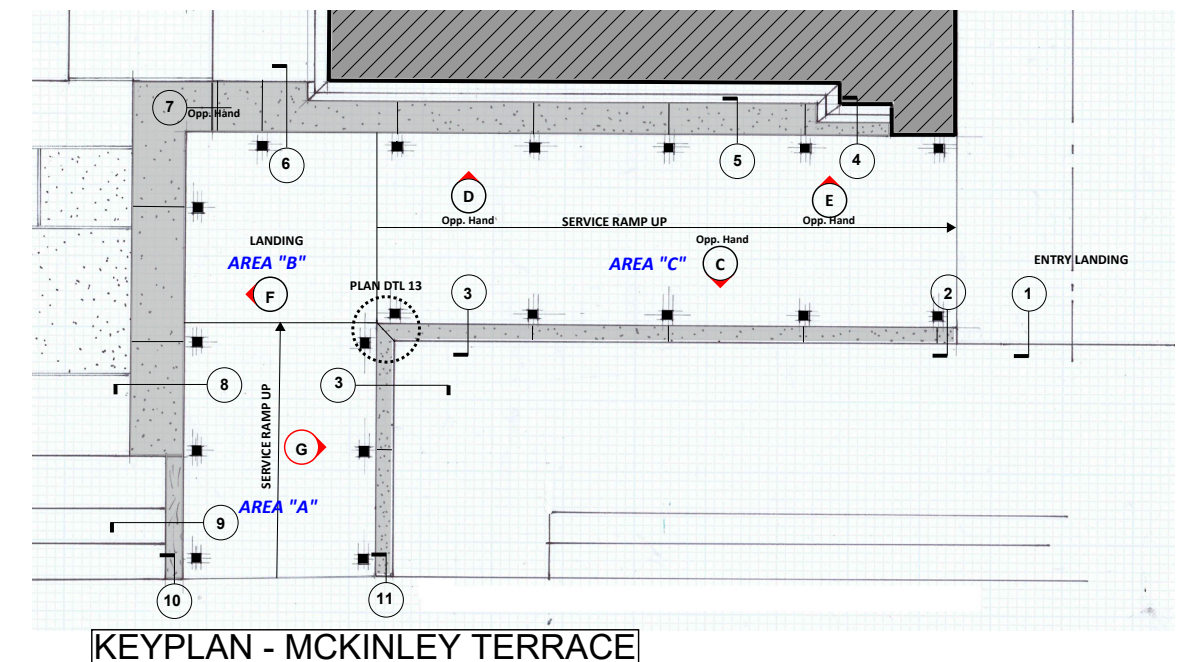 7
Opp. Hand
6
5
4
D
Opp. Hand
E
Opp. Hand
SERVICE RAMP UP
Opp. Hand
C
LANDING
AREA "B"
AREA "C"
ENTRY LANDING
F
PLAN DTL 13
3
2
1
8
3
SERVICE RAMP UP
G
AREA "A"
9
10
11
KEYPLAN - MCKINLEY TERRACE